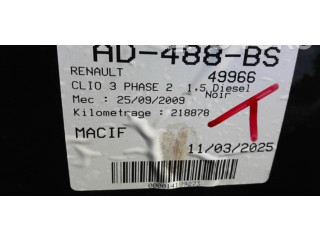 AD-488-BS
RENAULT 49966
CLIO 3 PHASE 2 1.5 Diesel
Mec : 25/09/2009 Noir
Kilometrage : 218878
MACIF
11/03/2025